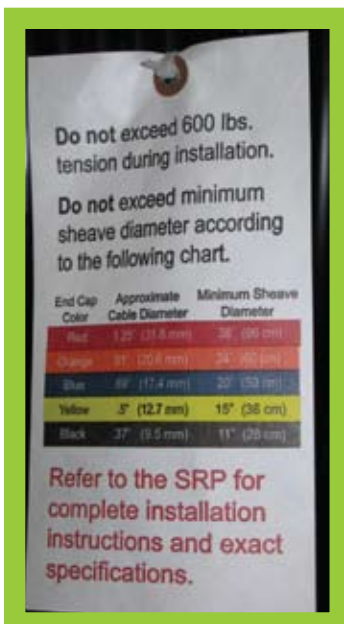 Do not exceed 600 lbs.
tension during installation.
Do not exceed minimum
sheave diameter according
to the following chart.
End Cap Approximate Minimum Sheave
Color Cable Diameter Diameter
Red 1.25" (31.8 mm) 38" (96 cm)
Orange .81" (20.6 mm) 24" (60 cm)
Blue .69" (17.4 mm) 20" (50 cm)
Yellow .5" (12.7 mm) 15" (38 cm)
Black .37" (9.5 mm) 11" (28 cm)
Refer to the SRP for
complete installation
instructions and exact
specifications.